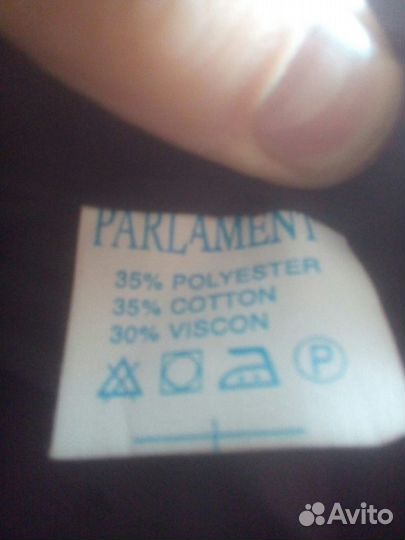 PARLAMENT
35% POLYESTER
35% COTTON
30% VISCON
P
Avito